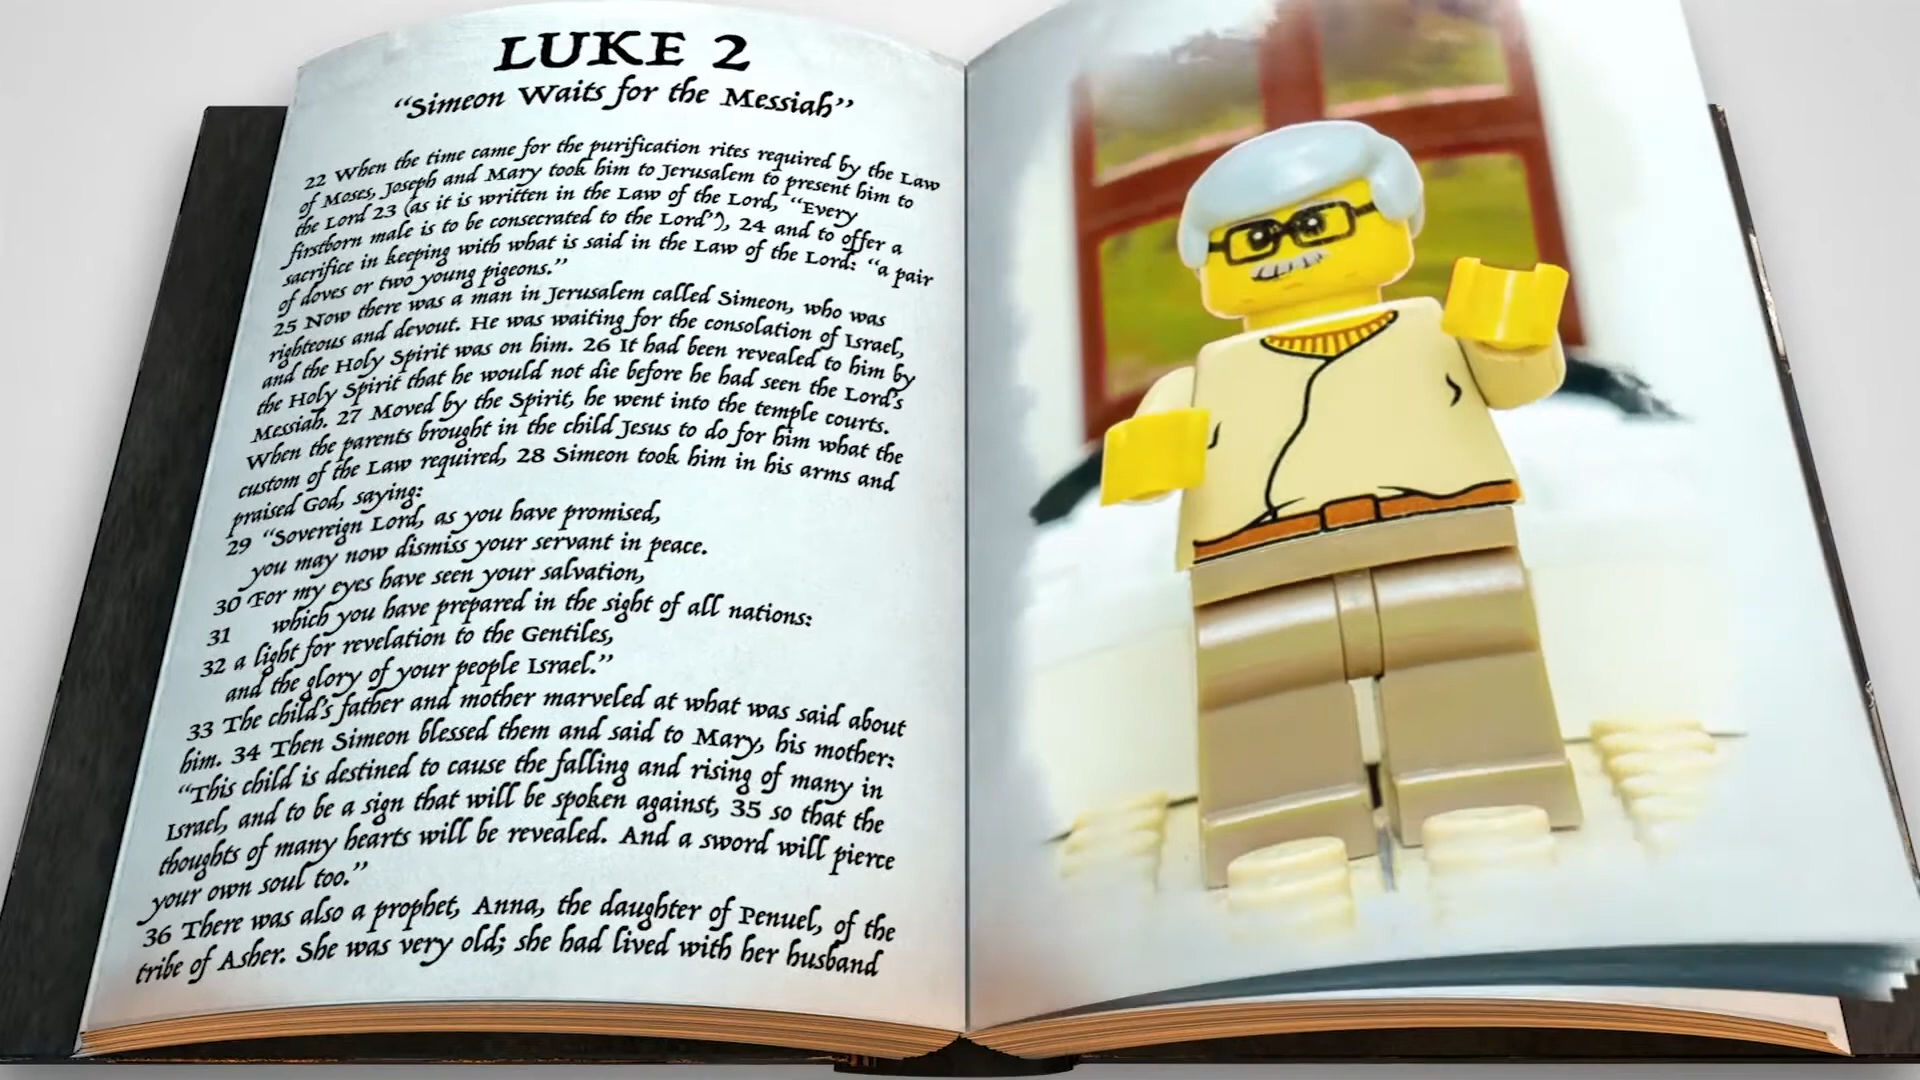 LUKE 2
“Simeon Waits for the Messiah”
22 When the time came for the purification rites required by the Law
of Moses, Joseph and Mary took him to Jerusalem to present him to
the Lord 23 (as it is written in the Law of the Lord, “Every
firstborn male is to be consecrated to the Lord”), 24 and to offer a
sacrifice in keeping with what is said in the Law of the Lord: “a pair
of doves or two young pigeons.”
25 Now there was a man in Jerusalem called Simeon, who was
righteous and devout. He was waiting for the consolation of Israel,
and the Holy Spirit was on him. 26 It had been revealed to him by
the Holy Spirit that he would not die before he had seen the Lord’s
Messiah. 27 Moved by the Spirit, he went into the temple courts.
When the parents brought in the child Jesus to do for him what the
custom of the Law required, 28 Simeon took him in his arms and
praised God, saying:
29 “Sovereign Lord, as you have promised,
you may now dismiss your servant in peace.
30 For my eyes have seen your salvation,
31 which you have prepared in the sight of all nations:
32 a light for revelation to the Gentiles,
and the glory of your people Israel.”
33 The child’s father and mother marveled at what was said about
him. 34 Then Simeon blessed them and said to Mary, his mother:
“This child is destined to cause the falling and rising of many in
Israel, and to be a sign that will be spoken against, 35 so that the
thoughts of many hearts will be revealed. And a sword will pierce
your own soul too.”
36 There was also a prophet, Anna, the daughter of Penuel, of the
tribe of Asher. She was very old; she had lived with her husband